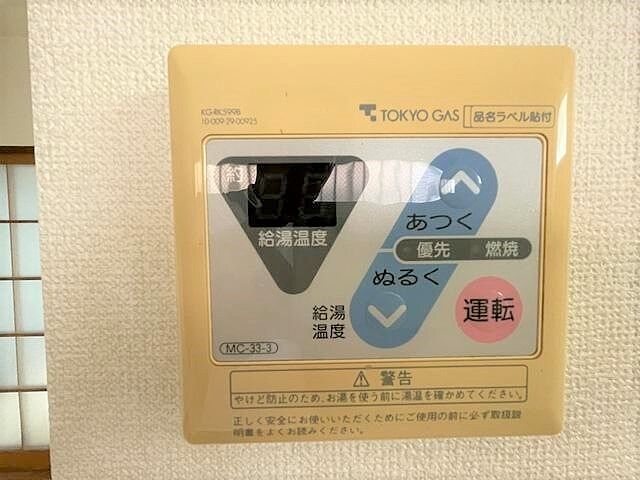 KG-RK599B
10-009-29-00925
TOKYO GAS 品名ラベル貼付
約
給湯温度
あつく
優先 燃焼
ぬるく
給湯
温度
運転
MC-33-3
⚠ 警告
やけど防止のため、お湯を使う前に湯温を確かめてください。
正しく安全にお使いいただくためにご使用の前に必ず取扱説
明書をよくお読みください。